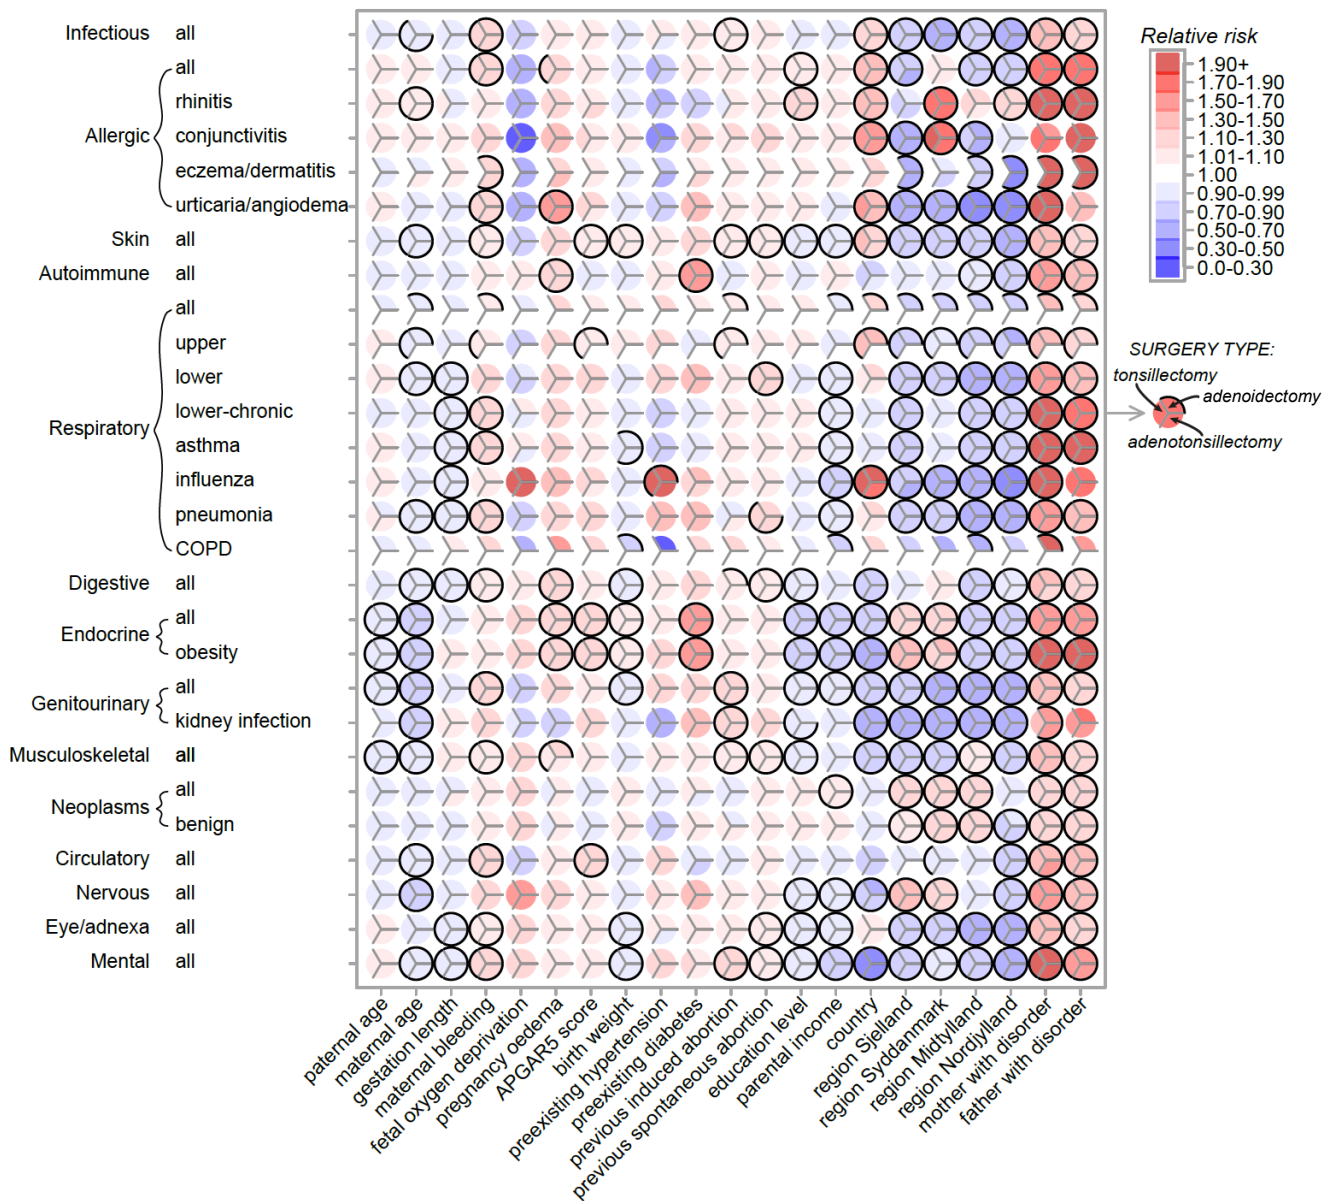 Infectious all
all
rhinitis
Allergic conjunctivitis
eczema/dermatitis
urticaria/angiodema
Skin all
Autoimmune all
all
upper
lower
Respiratory lower-chronic
asthma
influenza
pneumonia
COPD
Digestive all
all
Endocrine
obesity
all
Genitourinary
kidney infection
Musculoskeletal all
all
Neoplasms
benign
Circulatory all
Nervous all
Eye/adnexa all
Mental all
Relative risk
1.90+
1.70-1.90
1.50-1.70
1.30-1.50
1.10-1.30
1.01-1.10
1.00
0.90-0.99
0.70-0.90
0.50-0.70
0.30-0.50
0.0-0.30
SURGERY TYPE:
tonsillectomy
adenoidectomy
adenotonsillectomy
paternal age
maternal age
gestation length
maternal bleeding
fetal oxygen deprivation
pregnancy oedema
APGAR5 score
birth weight
preexisting hypertension
preexisting diabetes
previous induced abortion
previous spontaneous abortion
education level
parental income
country
region Sjelland
region Syddanmark
region Midtjylland
region Nordjylland
mother with disorder
father with disorder